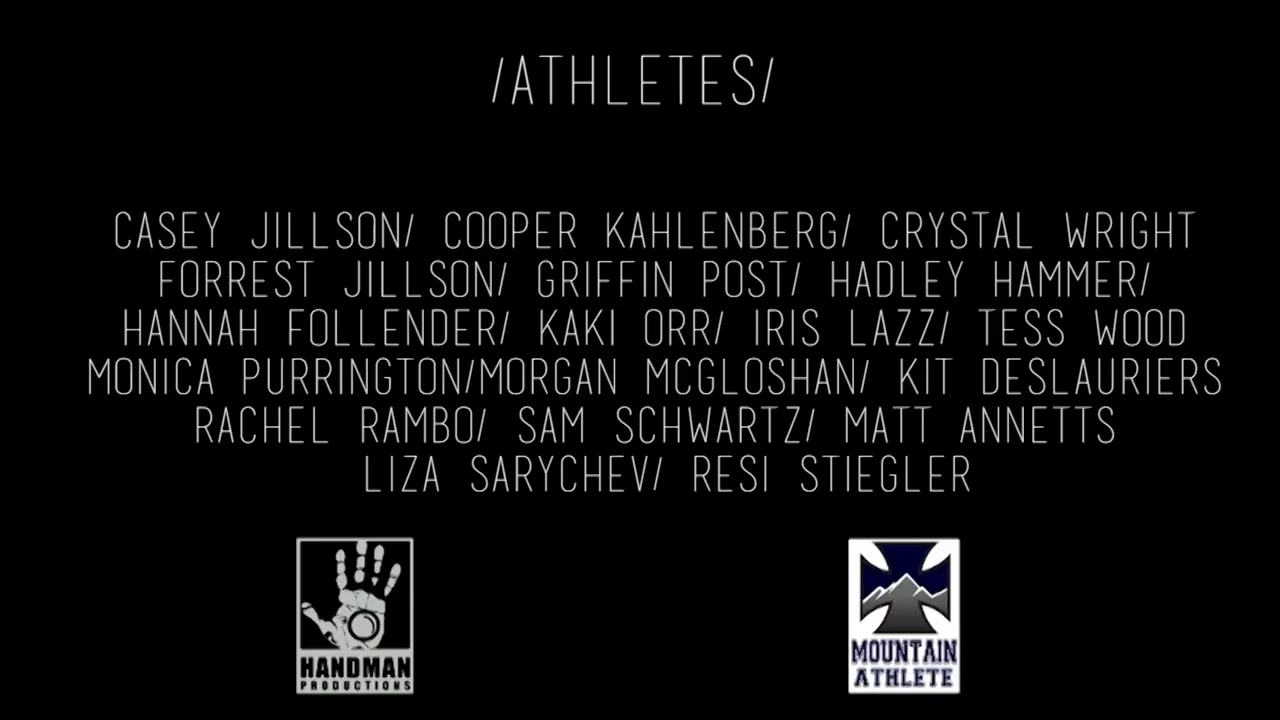 /ATHLETES/
CASEY JILLSON/ COOPER KAHLENBERG/ CRYSTAL WRIGHT
FORREST JILLSON/ GRIFFIN POST/ HADLEY HAMMER/
HANNAH FOLLENDER/ KAKI ORR/ IRIS LAZZ/ TESS WOOD
MONICA PURRINGTON/MORGAN MCGLOSHAN/ KIT DESLAURIERS
RACHEL RAMBO/ SAM SCHWARTZ/ MATT ANNETTS
LIZA SARYCHEV/ RESI STIEGLER
HANDMAN
PRODUCTIONS
MOUNTAIN
ATHLETE